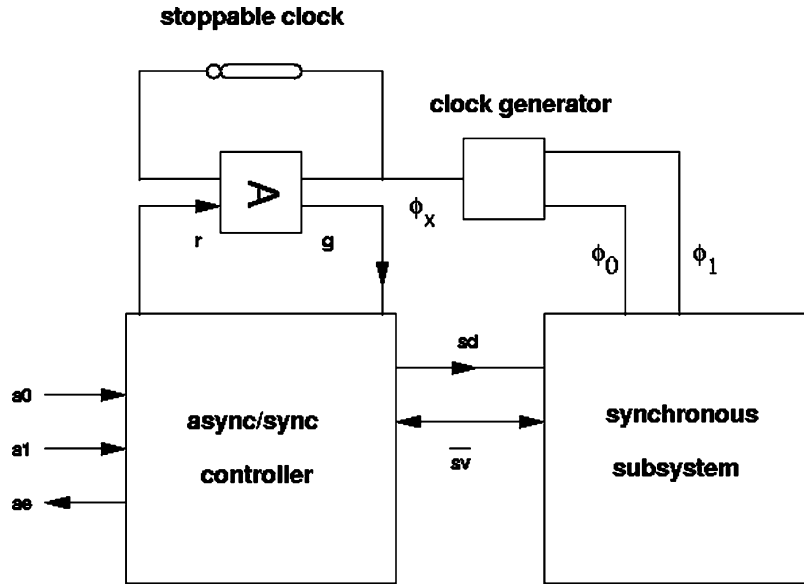 stoppable clock
clock generator
A
r
g
ϕx
ϕ0
ϕ1
sd
a0
a1
ae
async/sync
controller
sv
synchronous
subsystem